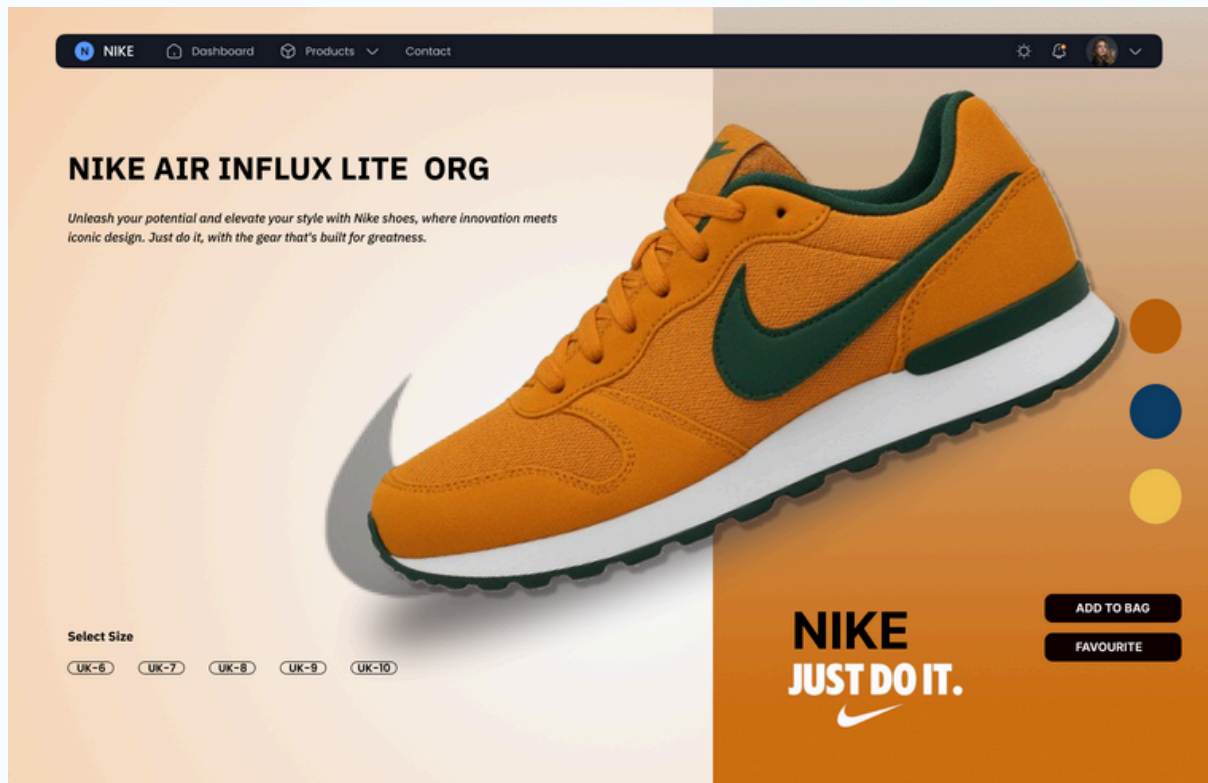 N NIKE Dashboard Products Contact
NIKE AIR INFLUX LITE ORG
Unleash your potential and elevate your style with Nike shoes, where innovation meets
iconic design. Just do it, with the gear that's built for greatness.
Select Size
UK-6 UK-7 UK-8 UK-9 UK-10
NIKE
JUST DO IT.
ADD TO BAG
FAVOURITE